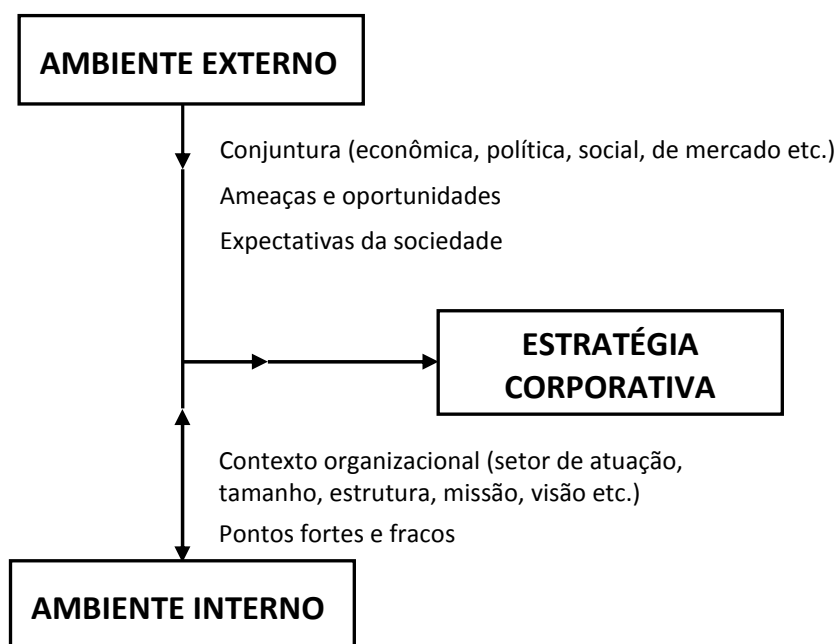 AMBIENTE EXTERNO
Conjuntura (econômica, política, social, de mercado etc.)
Ameaças e oportunidades
Expectativas da sociedade
ESTRATÉGIA
CORPORATIVA
Contexto organizacional (setor de atuação,
tamanho, estrutura, missão, visão etc.)
Pontos fortes e fracos
AMBIENTE INTERNO